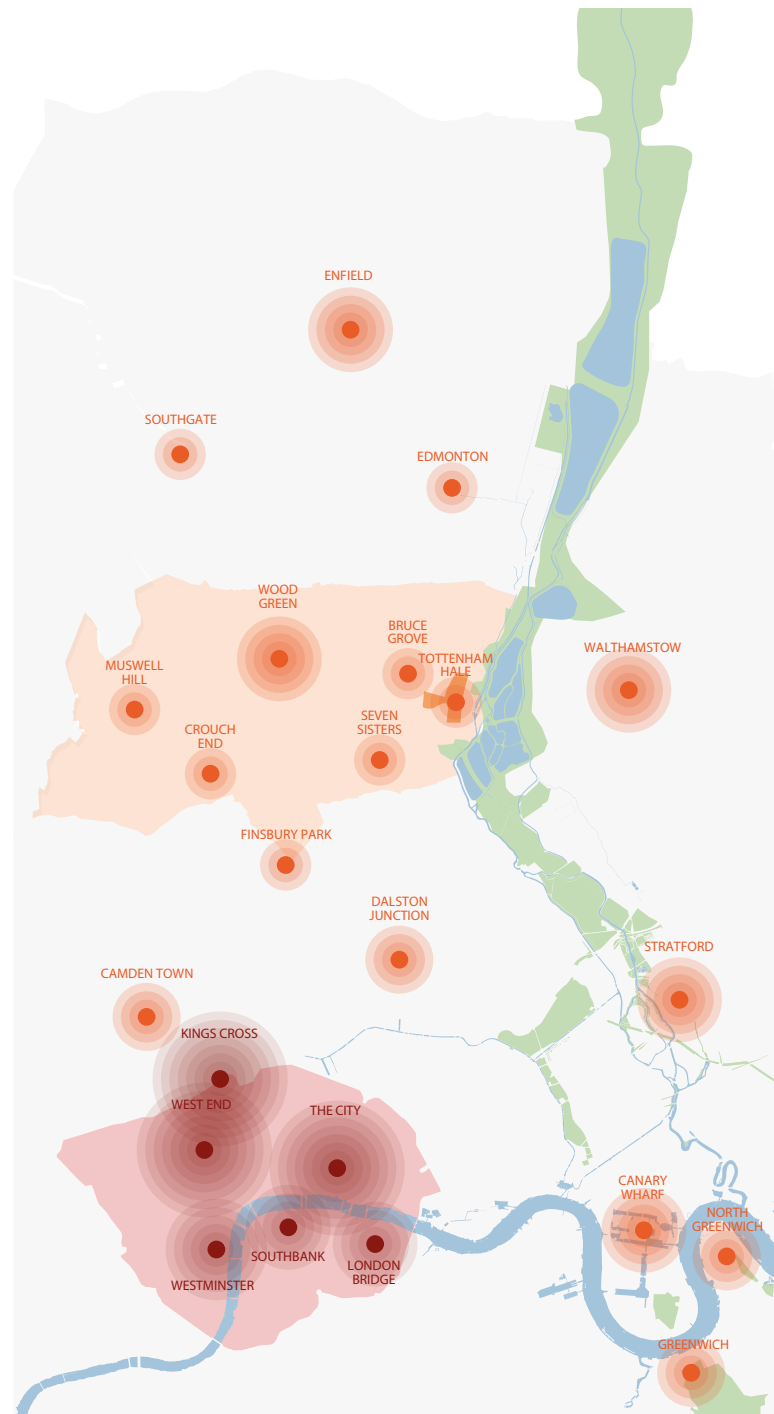 ENFIELD
SOUTHGATE
EDMONTON
WOOD
GREEN
BRUCE
GROVE
TOTTENHAM
HALE
WALTHAMSTOW
MUSWELL
HILL
CROUCH
END
SEVEN
SISTERS
FINSBURY PARK
DALSTON
JUNCTION
STRATFORD
CAMDEN TOWN
KINGS CROSS
WEST END
THE CITY
CANARY
WHARF
NORTH
GREENWICH
SOUTHBANK
LONDON
BRIDGE
WESTMINSTER
GREENWICH